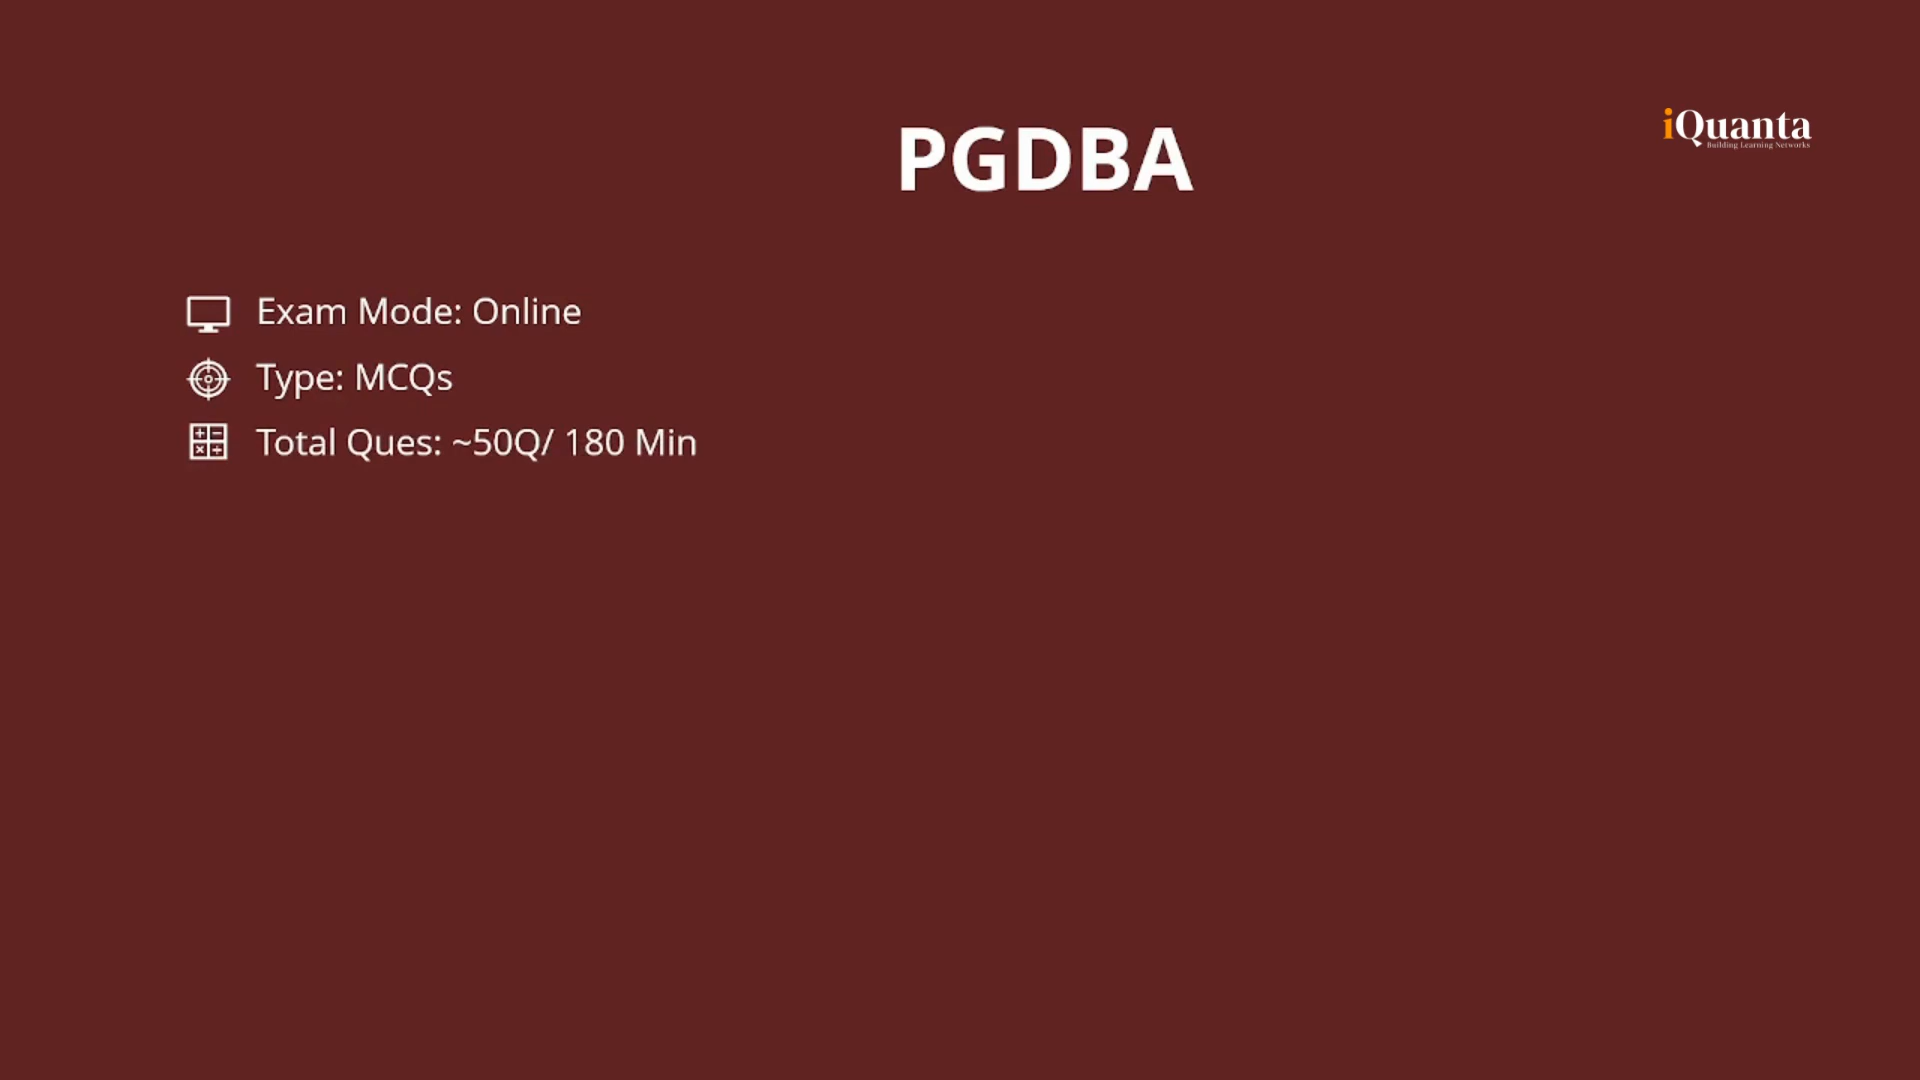 PGDBA
iQuanta
Building Learning Networks
Exam Mode: Online
Type: MCQs
Total Ques: ~50Q/ 180 Min